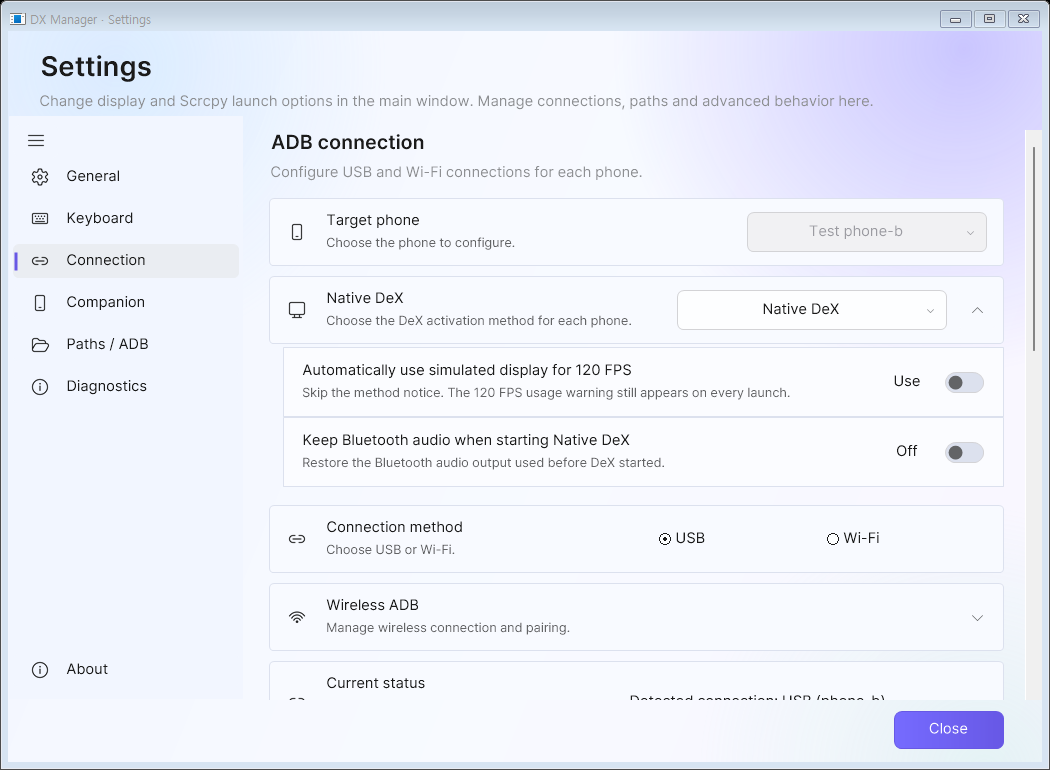 DX Manager · Settings
Settings
Change display and Scrcpy launch options in the main window. Manage connections, paths and advanced behavior here.
General
Keyboard
Connection
Companion
Paths / ADB
Diagnostics
About
ADB connection
Configure USB and Wi-Fi connections for each phone.
Target phone
Choose the phone to configure.
Test phone-b
Native DeX
Choose the DeX activation method for each phone.
Native DeX
Automatically use simulated display for 120 FPS
Skip the method notice. The 120 FPS usage warning still appears on every launch.
Use
Keep Bluetooth audio when starting Native DeX
Restore the Bluetooth audio output used before DeX started.
Off
Connection method
Choose USB or Wi-Fi.
USB
Wi-Fi
Wireless ADB
Manage wireless connection and pairing.
Current status
Detected connection: USB (phone-b)
Close